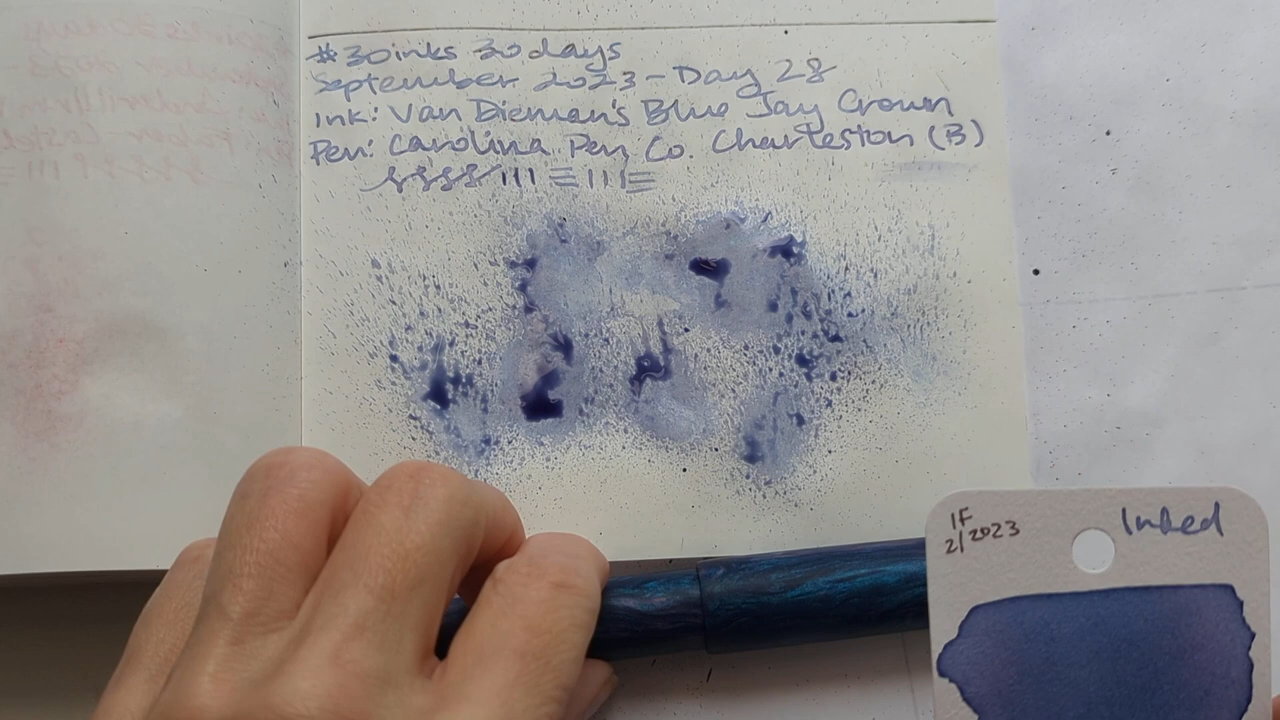 #30inks 30days
September 2023 - Day 28
Ink: Van Dieman's Blue Jay Crown
Pen: Carolina Pen Co. Charleston (B)
IF
2/2023
Inked